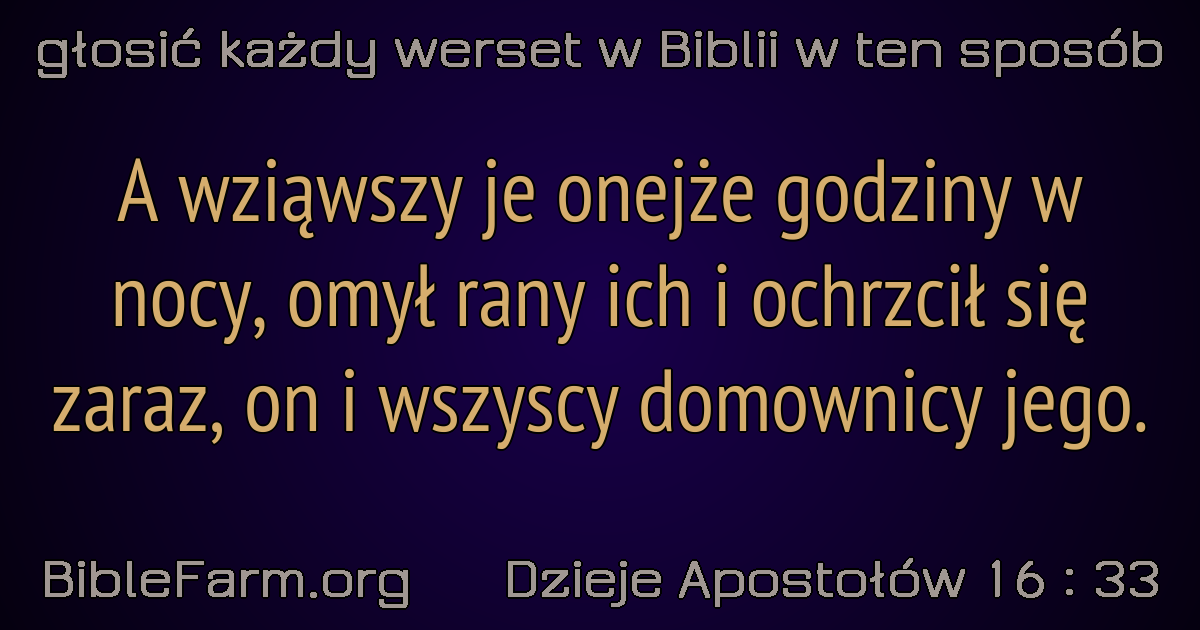 głosić każdy werset w Biblii w ten sposób
A wziąwszy je onejże godziny w
nocy, omył rany ich i ochrzcił się
zaraz, on i wszyscy domownicy jego.
BibleFarm.org Dzieje Apostołów 16 : 33